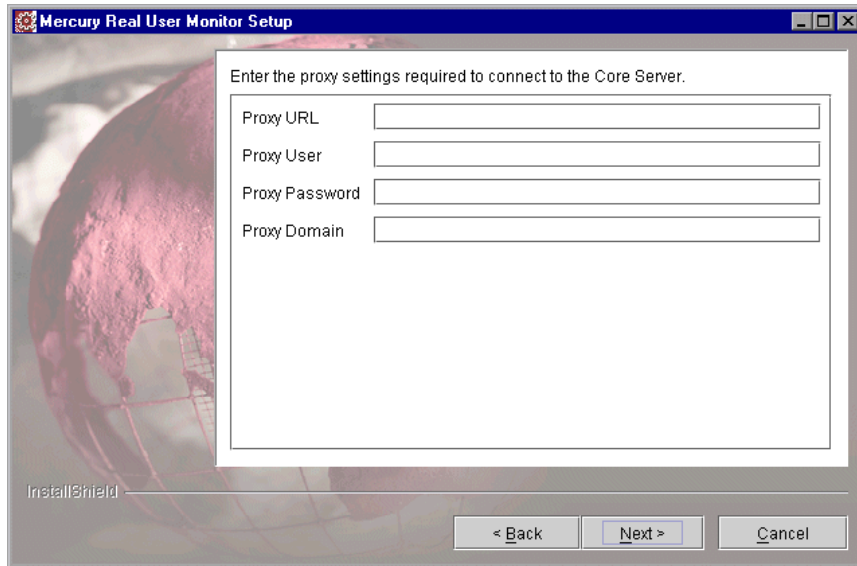 Mercury Real User Monitor Setup
Enter the proxy settings required to connect to the Core Server.
Proxy URL
Proxy User
Proxy Password
Proxy Domain
InstallShield
< Back
Next >
Cancel